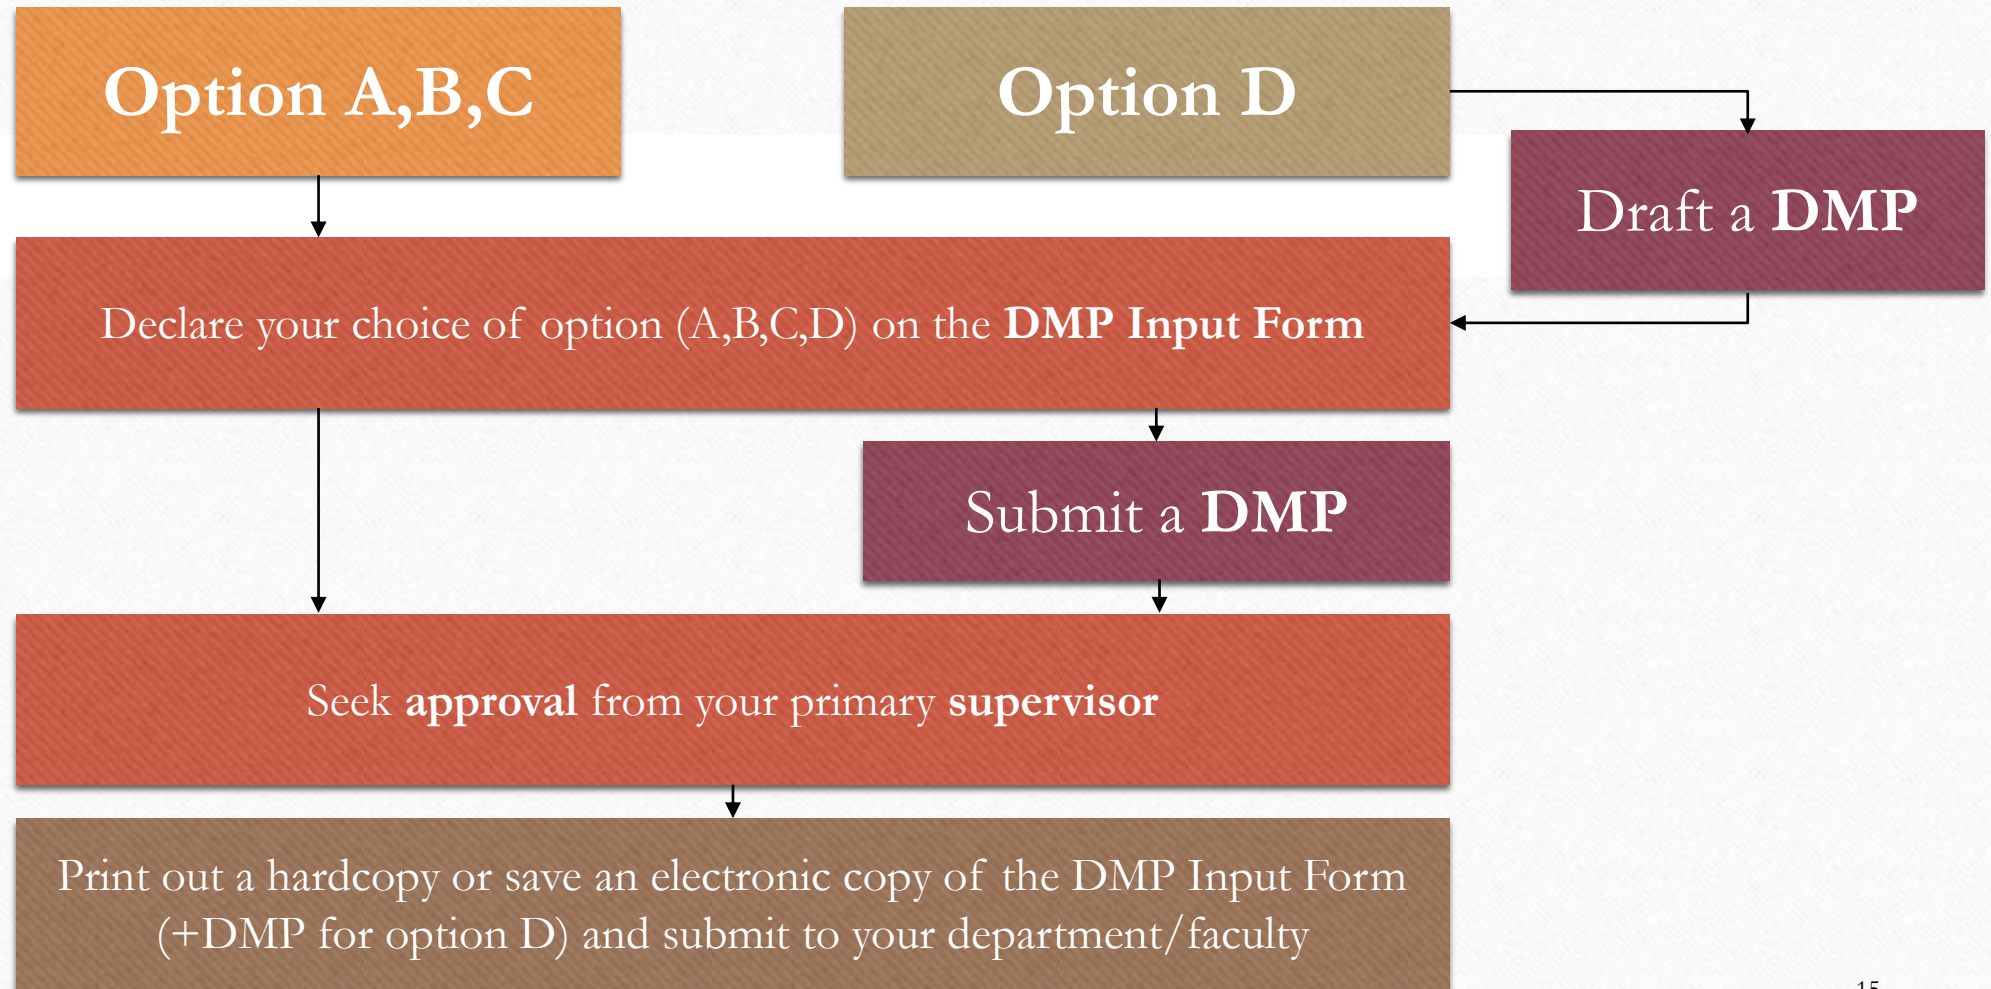 Option A,B,C
Option D
Draft a DMP
Declare your choice of option (A,B,C,D) on the DMP Input Form
Submit a DMP
Seek approval from your primary supervisor
Print out a hardcopy or save an electronic copy of the DMP Input Form
(+DMP for option D) and submit to your department/faculty
15